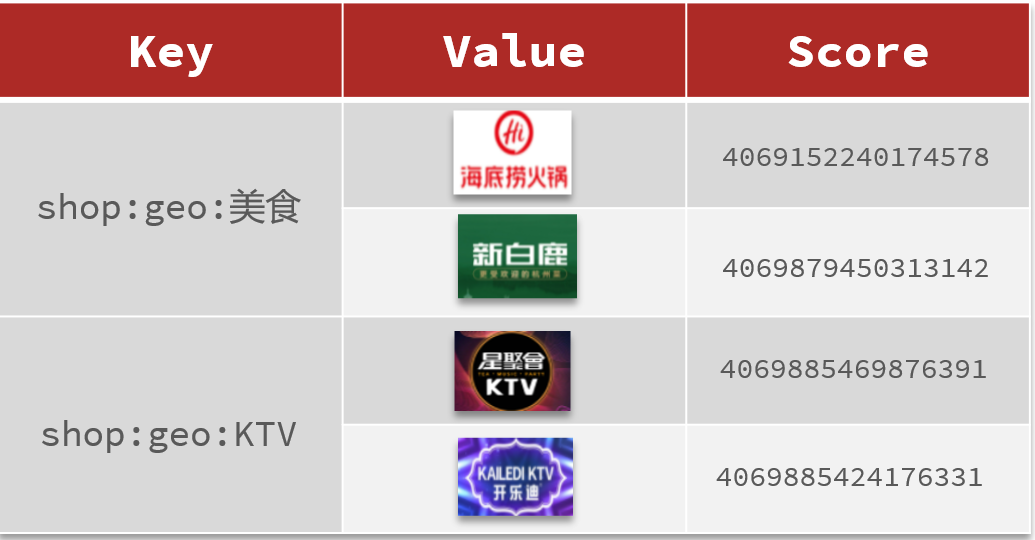 Key
Value
Score
shop:geo:美食
Hi
海底捞火锅
4069152240174578
新白鹿
更受欢迎的杭州菜
4069879450313142
shop:geo:KTV
星聚會
TEA · MUSIC · PARTY
KTV
4069885469876391
KAILEDI KTV
开乐迪
4069885424176331